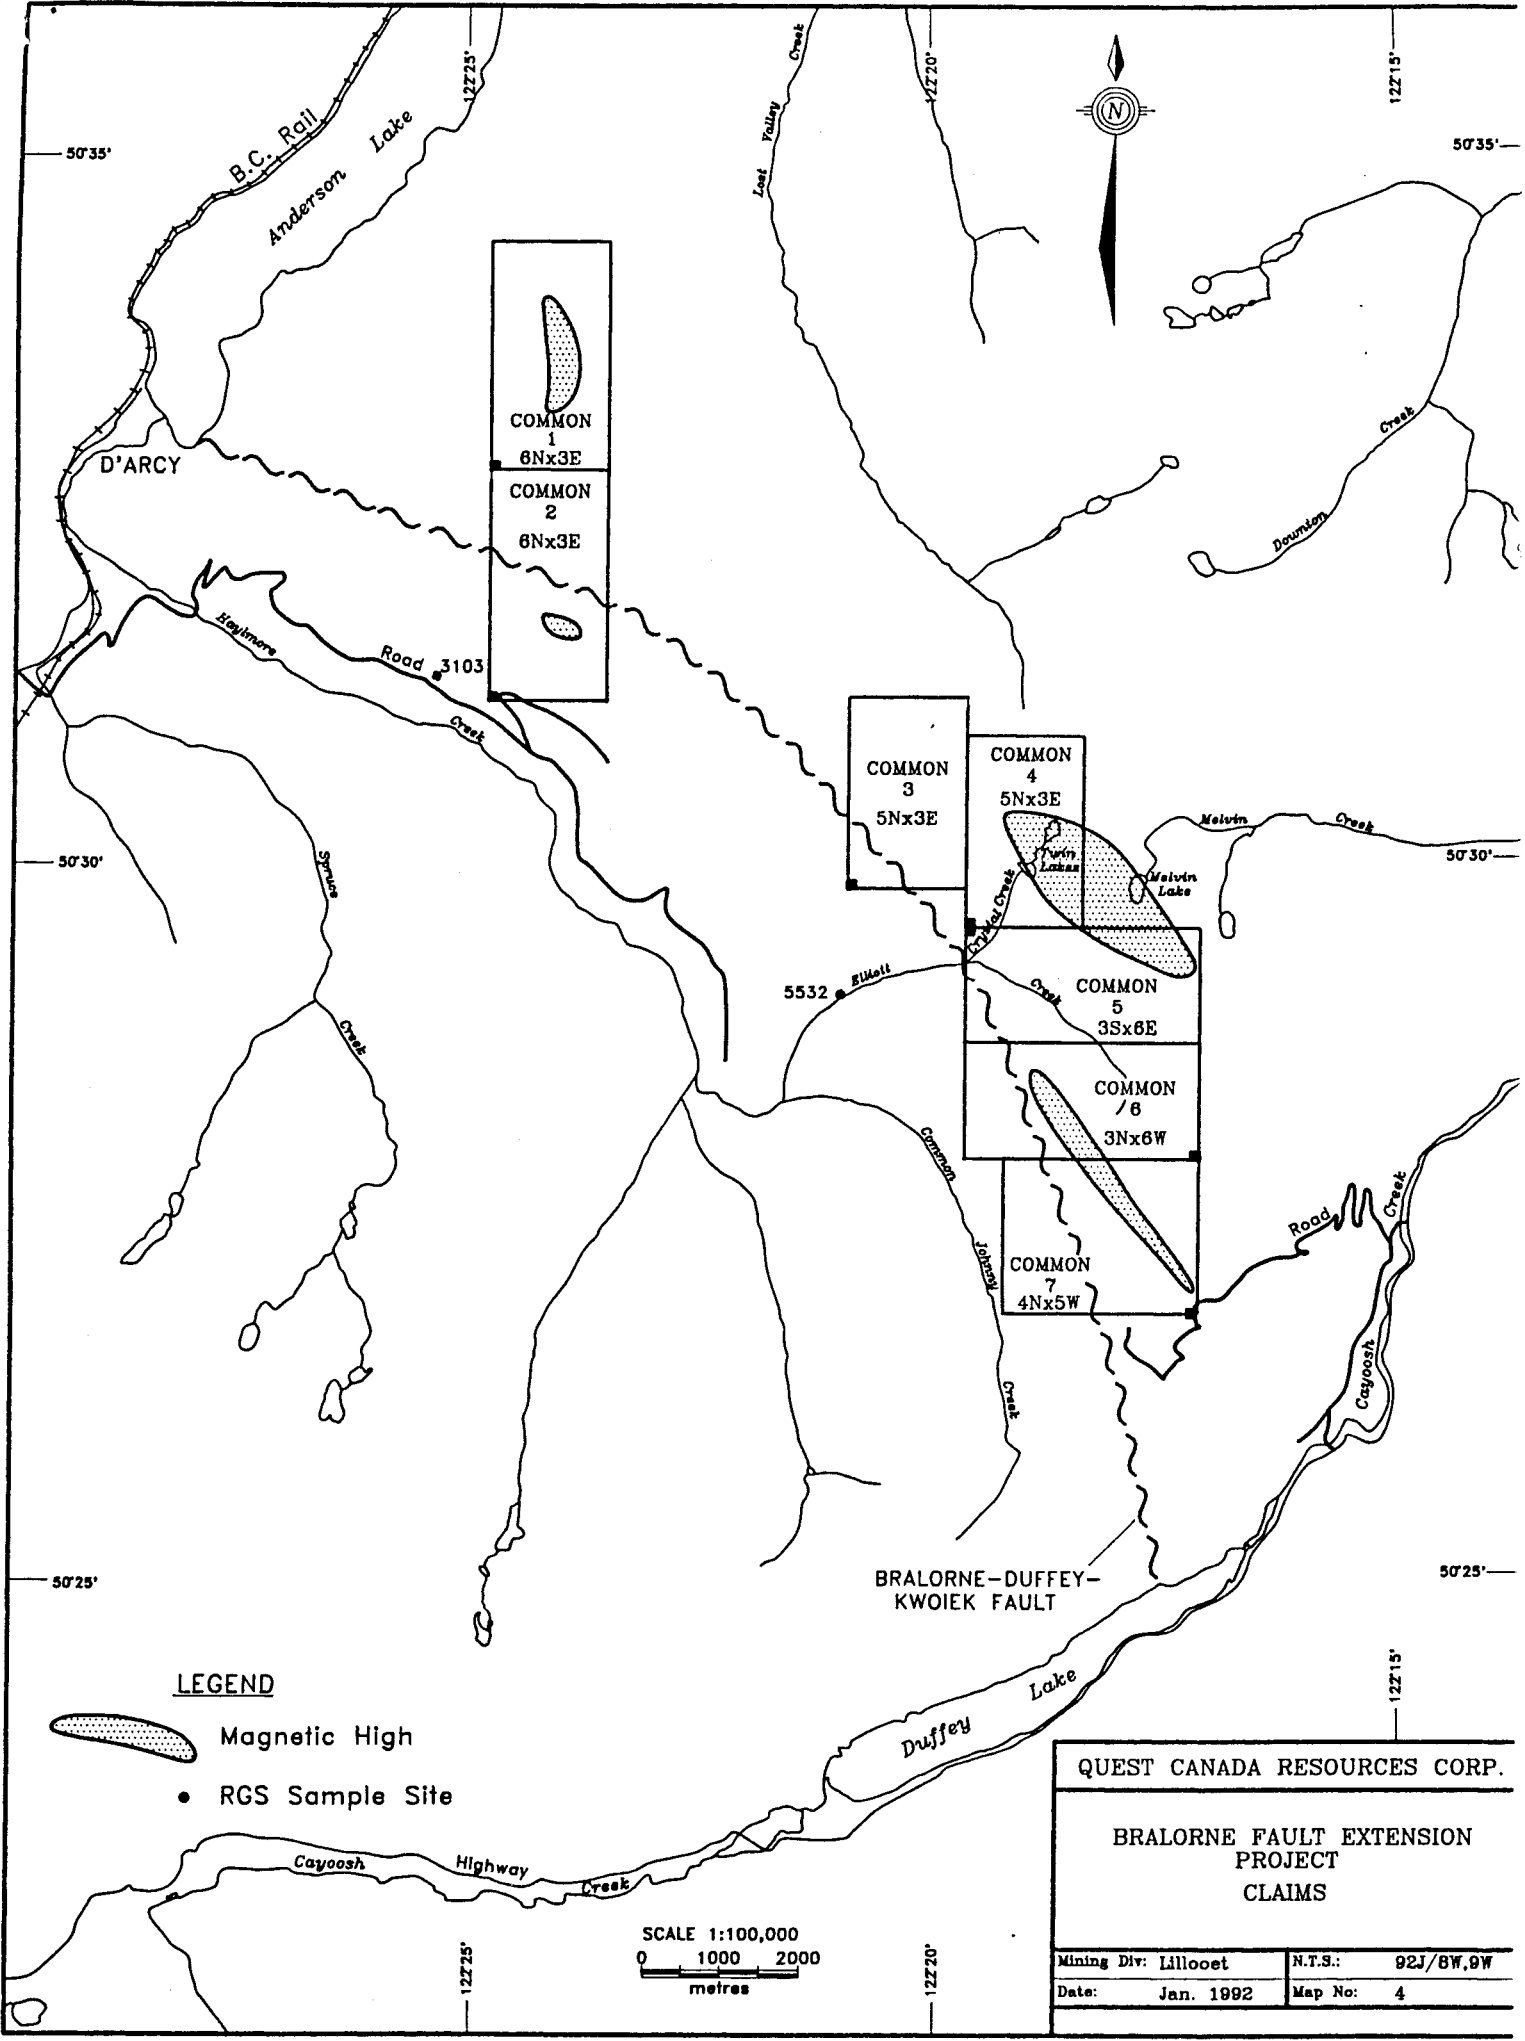 122°25'
122°20'
122°15'
B.C. Rail
Anderson Lake
Lost Valley Creek
N
50°35'
50°35'
COMMON
1
6Nx3E
D'ARCY
COMMON
2
6Nx3E
Creek
Downton
Haylmore
Road
3103
Creek
COMMON
3
5Nx3E
COMMON
4
5Nx3E
Twin
Lakes
Melvin Creek
Melvin
Lake
50°30'
50°30'
Spruce
Creek
Crystal Creek
5532
Elliott
Creek
COMMON
5
3Sx6E
COMMON
6
3Nx6W
Common
Johnny
Creek
COMMON
7
4Nx5W
Road
Creek
Cayoosh
50°25'
50°25'
BRALORNE-DUFFEY-
KWOIEK FAULT
LEGEND
Magnetic High
RGS Sample Site
Duffey Lake
Cayoosh
Highway
Creek
122°15'
SCALE 1:100,000
0 1000 2000
metres
122°25'
122°20'
QUEST CANADA RESOURCES CORP.
BRALORNE FAULT EXTENSION
PROJECT
CLAIMS
Mining Div: Lillooet
N.T.S.: 92J/8W,9W
Date: Jan. 1992
Map No: 4